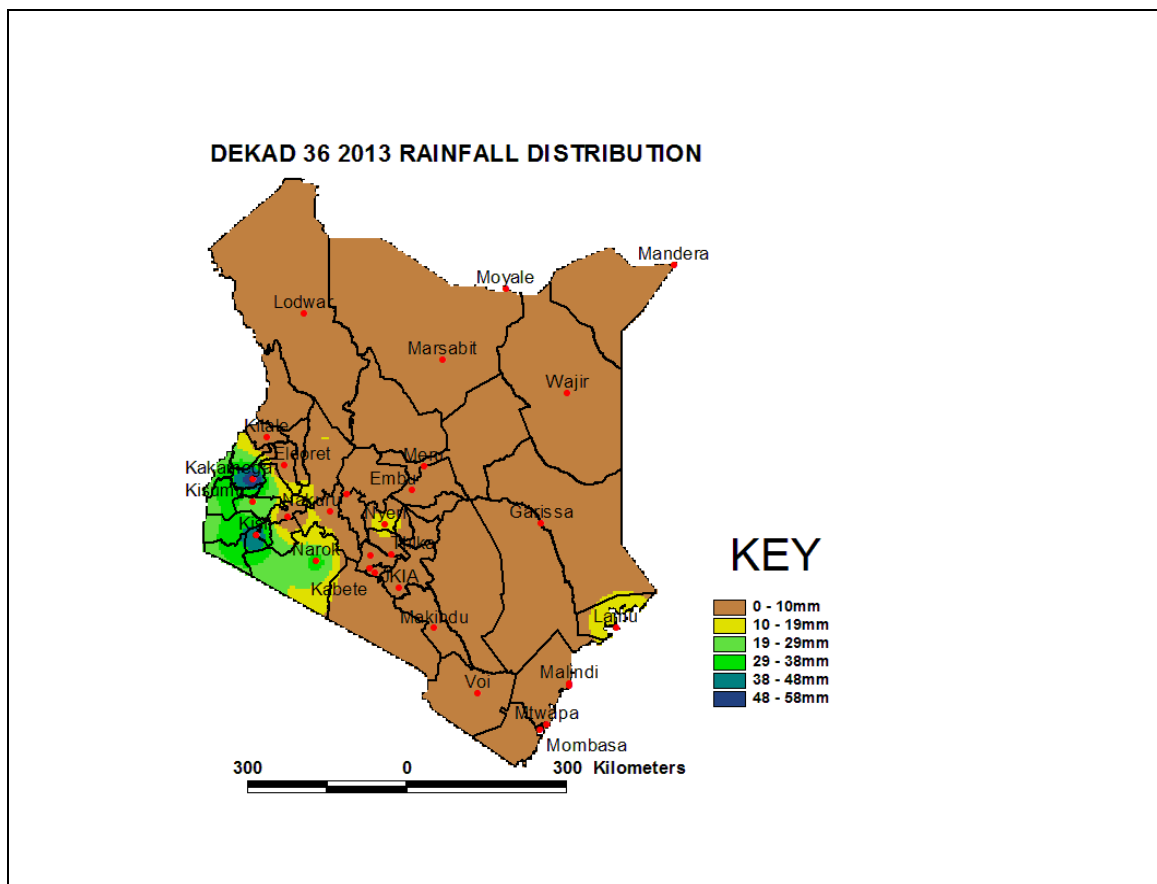 DEKAD 36 2013 RAINFALL DISTRIBUTION
Mandera
Moyale
Lodwar
Marsabit
Wajir
Kitale
Eldoret
Meru
Kakamega
Embu
Kisumu
Nakuru
Nyeri
Garissa
Kisii
Thika
Narok
JKIA
Kabete
Makindu
Lamu
Voi
Malindi
Mtwapa
Mombasa
KEY
0 - 10mm
10 - 19mm
19 - 29mm
29 - 38mm
38 - 48mm
48 - 58mm
300 0 300 Kilometers